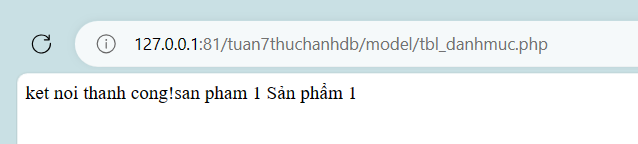 127.0.0.1:81/tuan7thuchanhdb/model/tbl_danhmuc.php
ket noi thanh cong!san pham 1 Sản phẩm 1